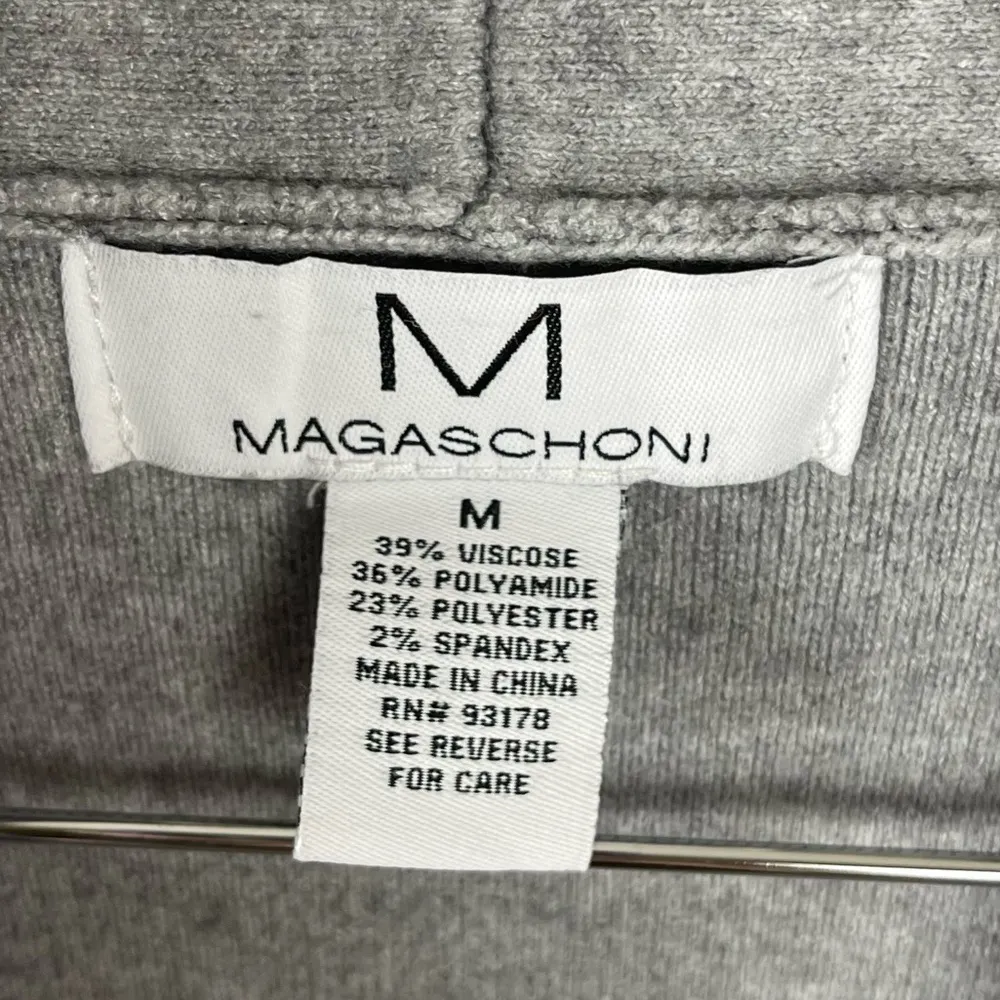 M
MAGASCHONI
M
39% VISCOSE
36% POLYAMIDE
23% POLYESTER
2% SPANDEX
MADE IN CHINA
RN# 93178
SEE REVERSE
FOR CARE